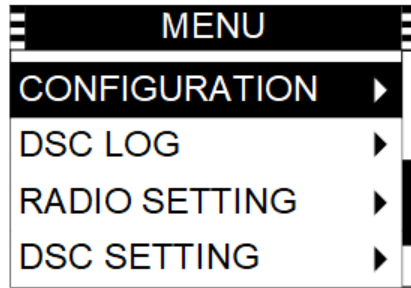 MENU
CONFIGURATION
DSC LOG
RADIO SETTING
DSC SETTING